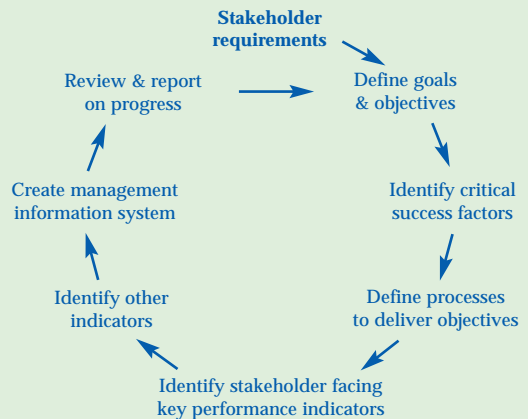 Stakeholder
requirements
Define goals
& objectives
Identify critical
success factors
Define processes
to deliver objectives
Identify stakeholder facing
key performance indicators
Identify other
indicators
Create management
information system
Review & report
on progress